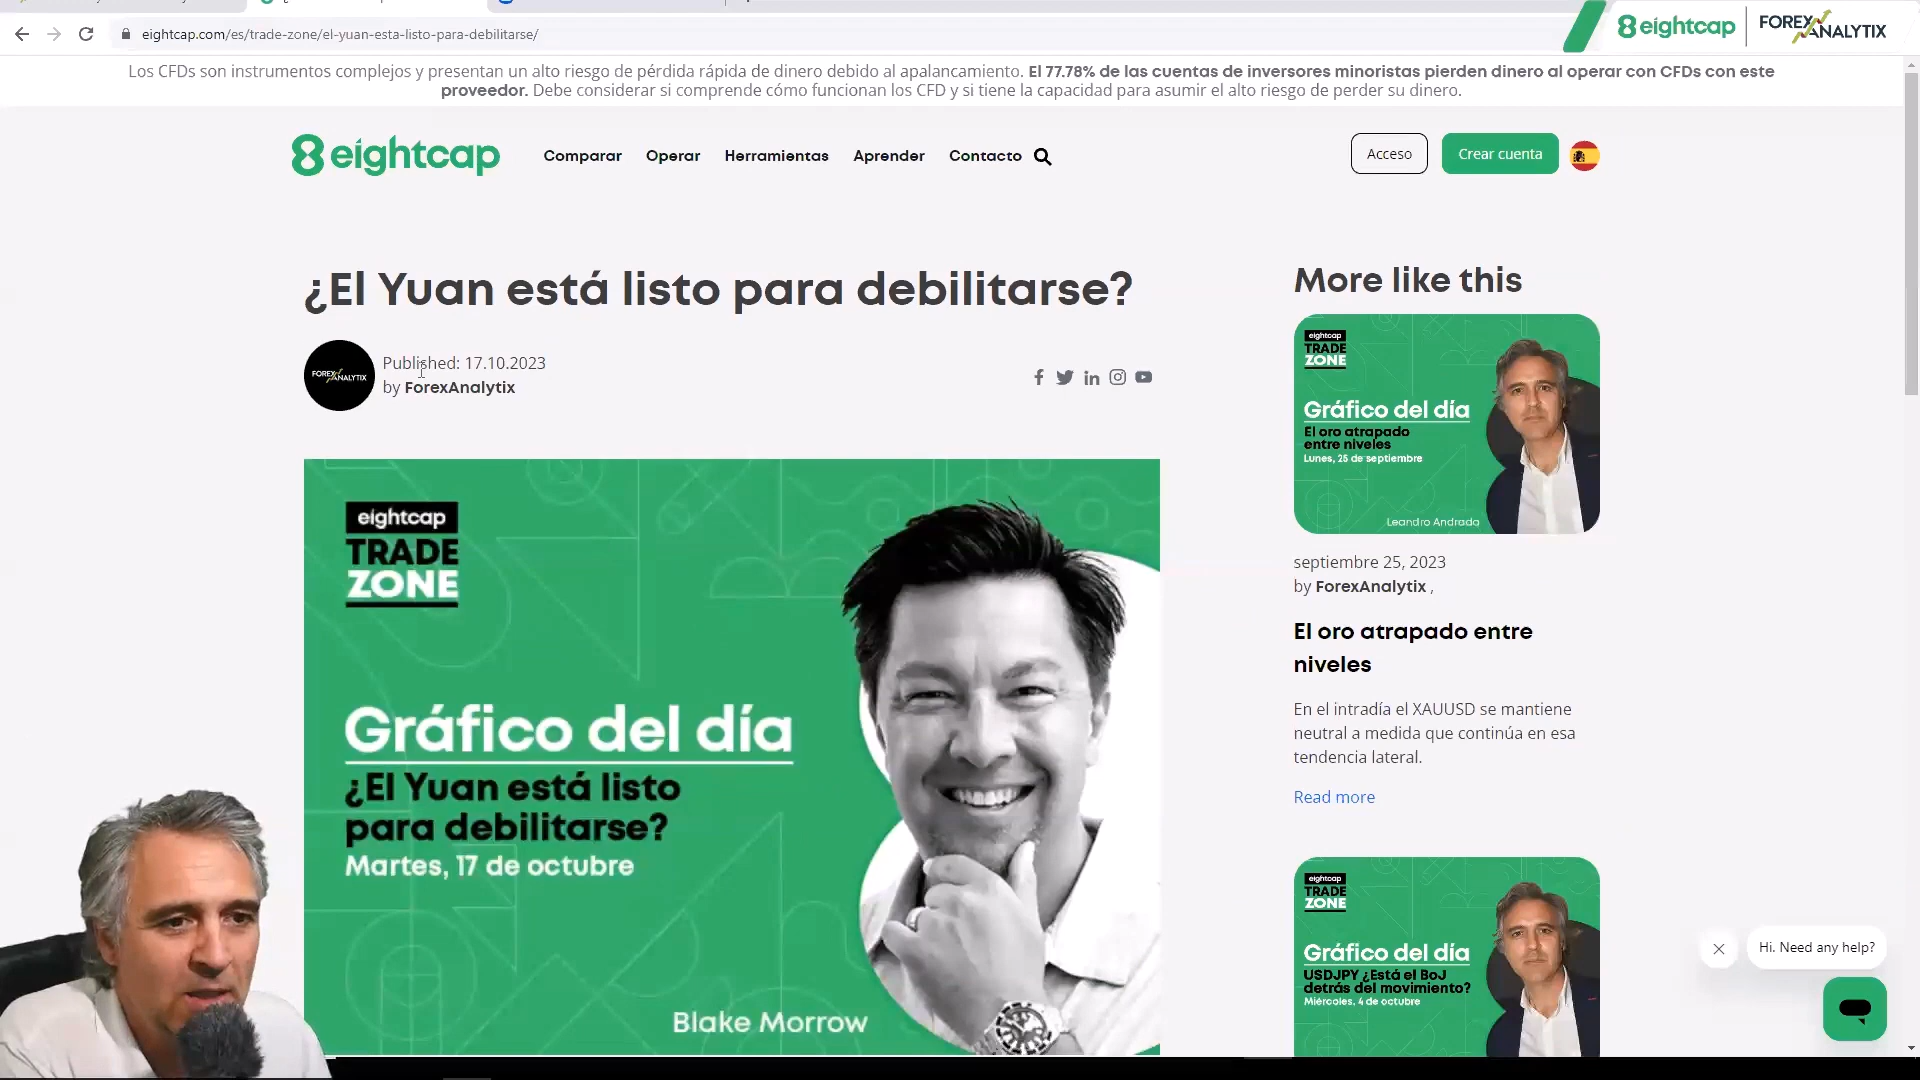 eightcap.com/es/trade-zone/el-yuan-esta-listo-para-debilitarse/
8 eightcap
FOREX ANALYTIX
Los CFDs son instrumentos complejos y presentan un alto riesgo de pérdida rápida de dinero debido al apalancamiento. El 77.78% de las cuentas de inversores minoristas pierden dinero al operar con CFDs con este
proveedor. Debe considerar si comprende cómo funcionan los CFD y si tiene la capacidad para asumir el alto riesgo de perder su dinero.
8 eightcap
Comparar
Operar
Herramientas
Aprender
Contacto
Acceso
Crear cuenta
¿El Yuan está listo para debilitarse?
FOREX ANALYTIX
Published: 17.10.2023
by ForexAnalytix
eightcap
TRADE
ZONE
Gráfico del día
¿El Yuan está listo
para debilitarse?
Martes, 17 de octubre
Blake Morrow
More like this
eightcap
TRADE
ZONE
Gráfico del día
El oro atrapado
entre niveles
Lunes, 25 de septiembre
Leandro Andrada
septiembre 25, 2023
by ForexAnalytix ,
El oro atrapado entre
niveles
En el intradía el XAUUSD se mantiene
neutral a medida que continúa en esa
tendencia lateral.
Read more
eightcap
TRADE
ZONE
Gráfico del día
USDJPY ¿Está el BoJ
detrás del movimiento?
Miércoles, 4 de octubre
Hi. Need any help?